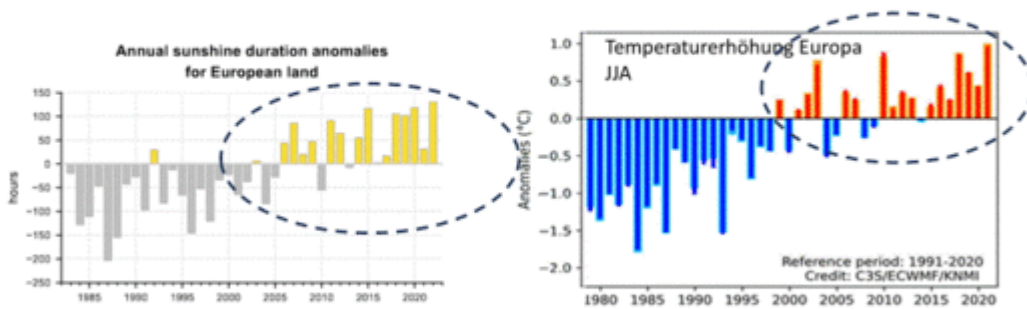 Annual sunshine duration anomalies
for European land
hours
150
100
50
0
−50
−100
−150
−200
−250
1985 1990 1995 2000 2005 2010 2015 2020
Temperaturerhöhung Europa
JJA
Anomalies (°C)
1.0
0.5
0.0
−0.5
−1.0
−1.5
−2.0
Reference period: 1991-2020
Credit: C3S/ECWMF/KNMI
1980 1985 1990 1995 2000 2005 2010 2015 2020